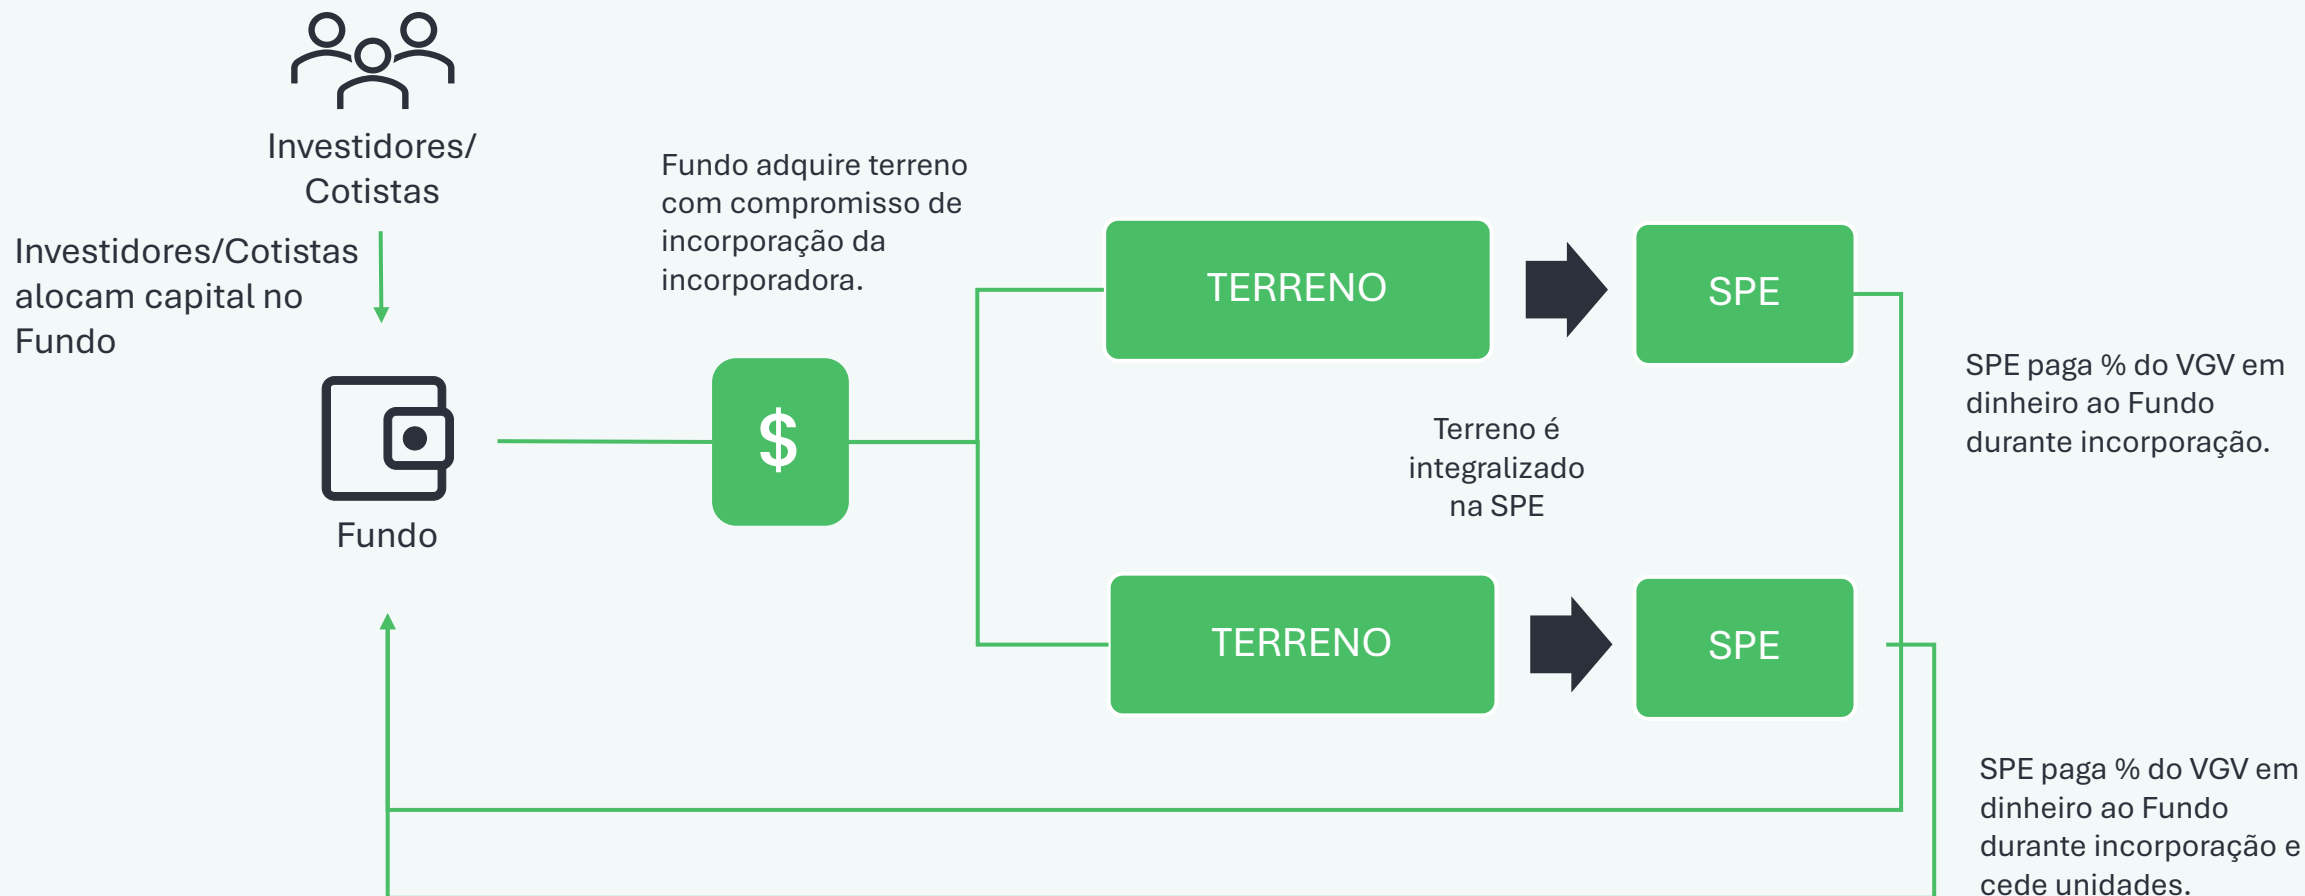 Investidores/
Cotistas
Investidores/Cotistas
alocam capital no
Fundo
Fundo
Fundo adquire terreno
com compromisso de
incorporação da
incorporadora.
$
TERRENO
SPE
Terreno é
integralizado
na SPE
TERRENO
SPE
SPE paga % do VGV em
dinheiro ao Fundo
durante incorporação.
SPE paga % do VGV em
dinheiro ao Fundo
durante incorporação e
cede unidades.